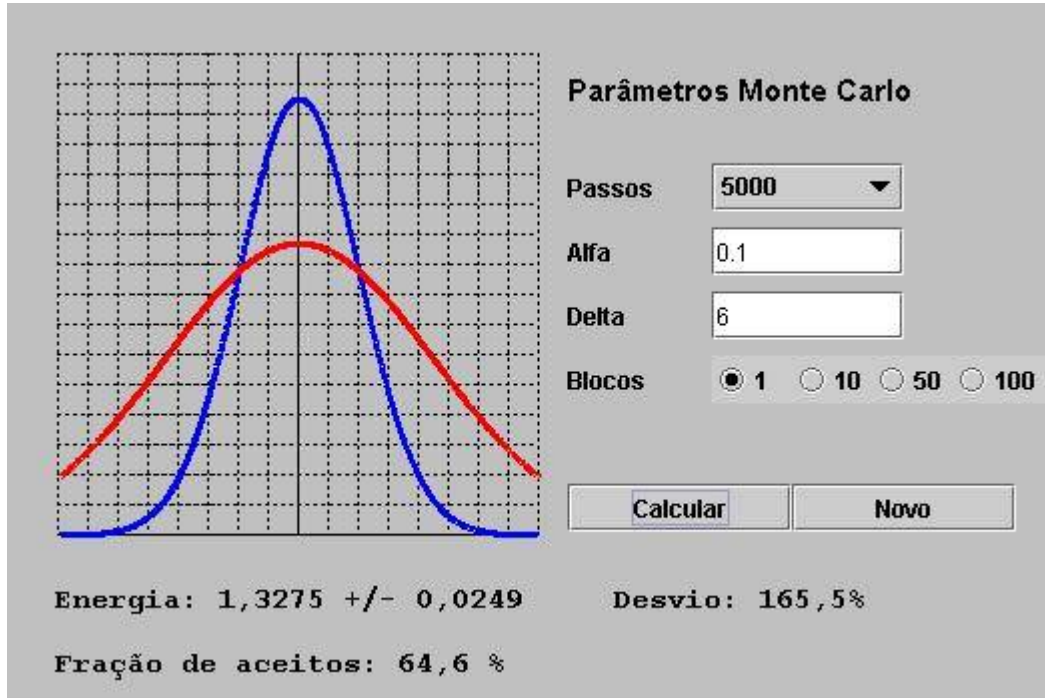 Parâmetros Monte Carlo
Passos 5000
Alfa 0.1
Delta 6
Blocos 1 10 50 100
Calcular Novo
Energia: 1,3275 +/- 0,0249 Desvio: 165,5%
Fração de aceitos: 64,6 %